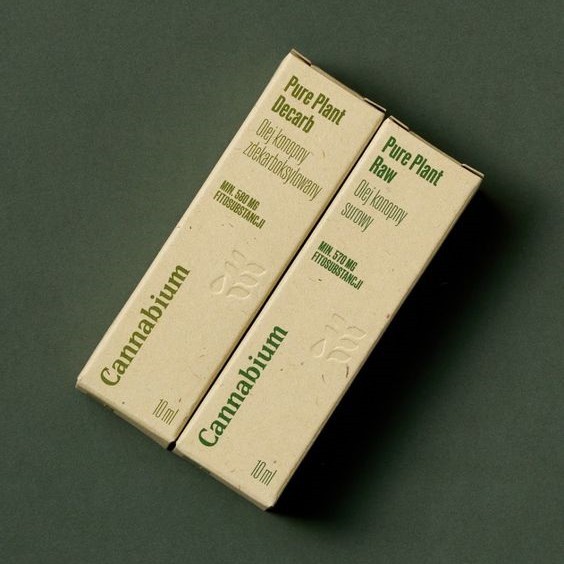 Pure Plant
Decarb
Olej konopny
zdekarboksylowany
MIN. 580 MG
FITOSUBSTANCJI
Cannabium
10 ml
Pure Plant
Raw
Olej konopny
surowy
MIN. 570 MG
FITOSUBSTANCJI
Cannabium
10 ml